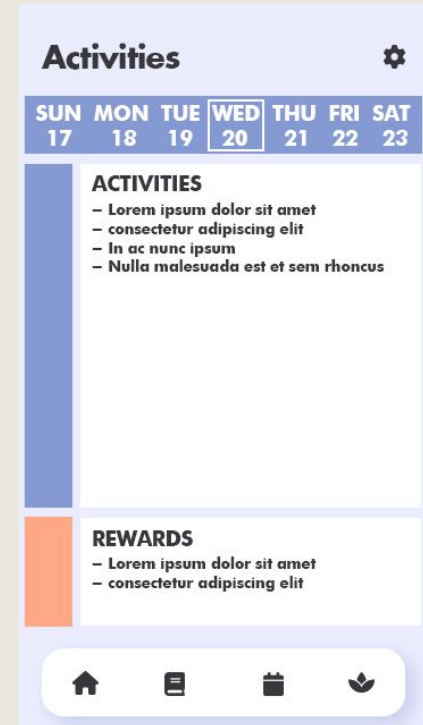 Activities
SUN MON TUE WED THU FRI SAT
17 18 19 20 21 22 23
ACTIVITIES
– Lorem ipsum dolor sit amet
– consectetur adipiscing elit
– In ac nunc ipsum
– Nulla malesuada est et sem rhoncus
REWARDS
– Lorem ipsum dolor sit amet
– consectetur adipiscing elit